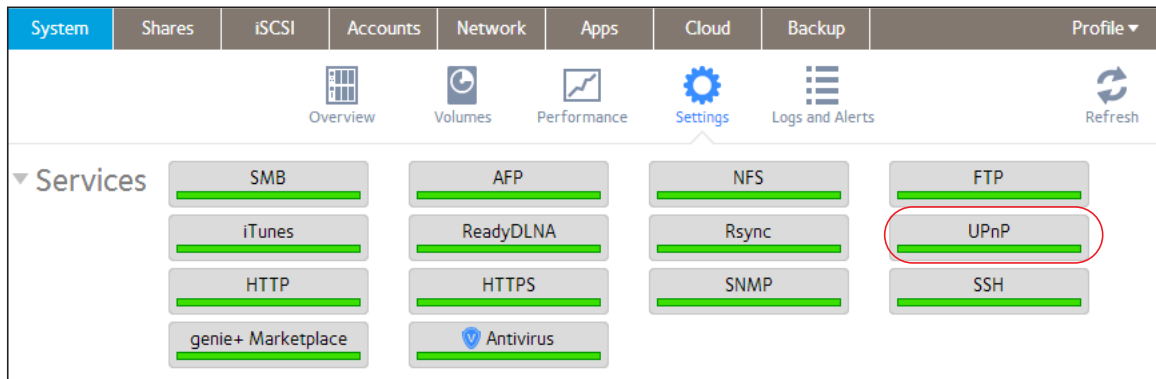 System Shares iSCSI Accounts Network Apps Cloud Backup Profile
Overview Volumes Performance Settings Logs and Alerts Refresh
Services SMB AFP NFS FTP
iTunes ReadyDLNA Rsync UPnP
HTTP HTTPS SNMP SSH
genie+ Marketplace V Antivirus